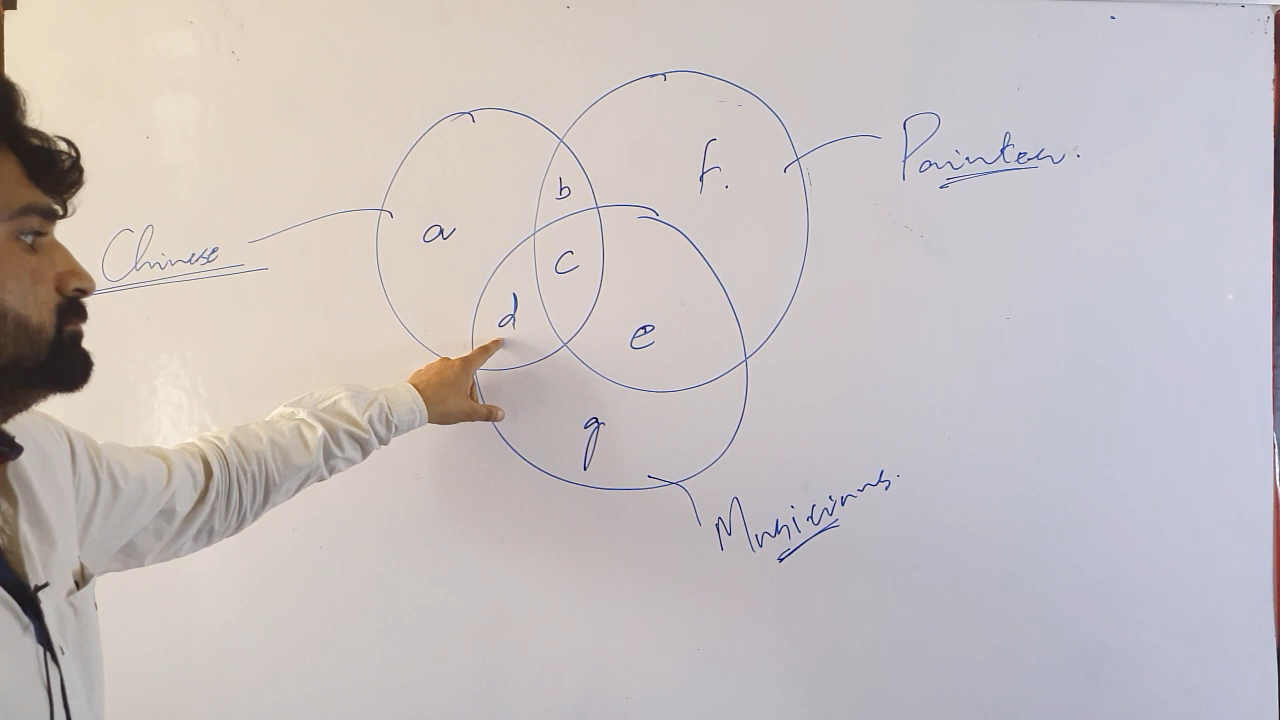 b
f.
Painter.
a
Chinese
c
d
e
g
Musicians.